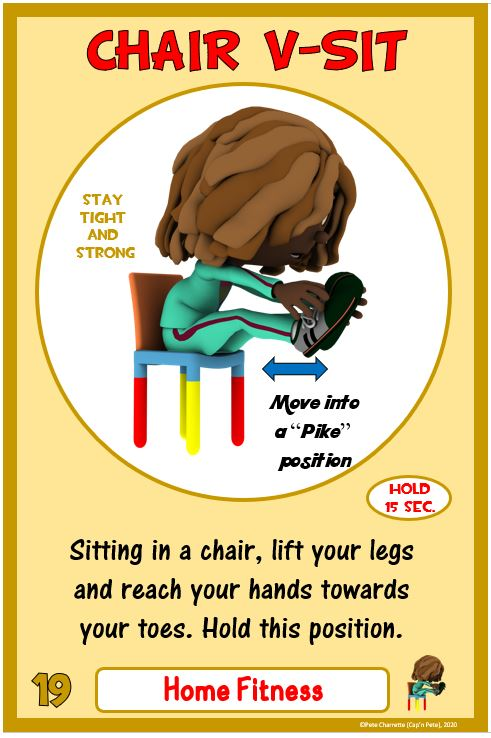 CHAIR V-SIT
STAY
TIGHT
AND
STRONG
Move into
a “Pike”
position
HOLD
15 SEC.
Sitting in a chair, lift your legs
and reach your hands towards
your toes. Hold this position.
19
Home Fitness
©Pete Charrette (Cap'n Pete), 2020